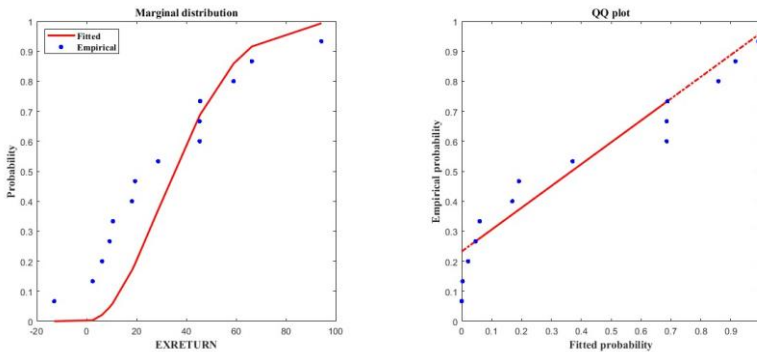 Marginal distribution
Fitted
Empirical
Probability
1
0.9
0.8
0.7
0.6
0.5
0.4
0.3
0.2
0.1
0
-20 0 20 40 60 80 100
EXRETURN
QQ plot
Empirical probability
1
0.9
0.8
0.7
0.6
0.5
0.4
0.3
0.2
0.1
0
0 0.1 0.2 0.3 0.4 0.5 0.6 0.7 0.8 0.9
Fitted probability